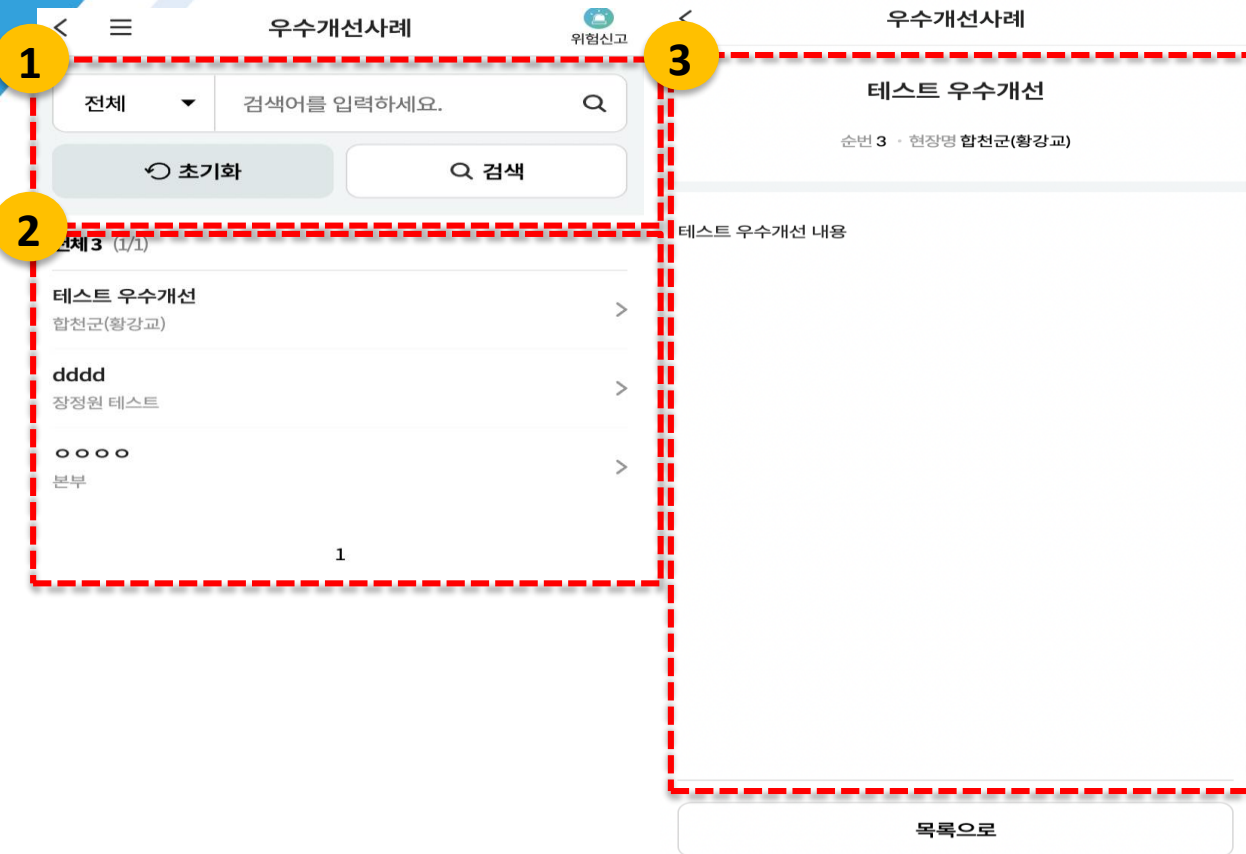 우수개선사례
위험신고
1
전체
검색어를 입력하세요.
초기화
검색
2
전체 3 (1/1)
테스트 우수개선
합천군(황강교)
dddd
장정원 테스트
ㅇㅇㅇㅇ
본부
1
우수개선사례
3
테스트 우수개선
순번 3 · 현장명 합천군(황강교)
테스트 우수개선 내용
목록으로